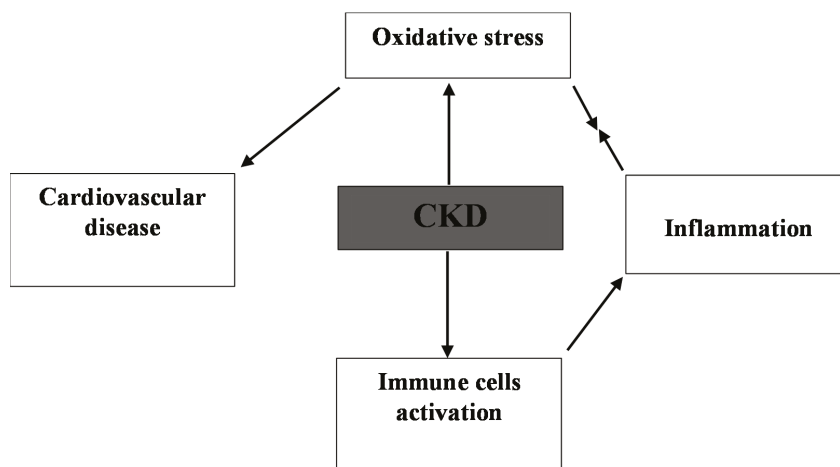 Oxidative stress
Cardiovascular
disease
CKD
Inflammation
Immune cells
activation